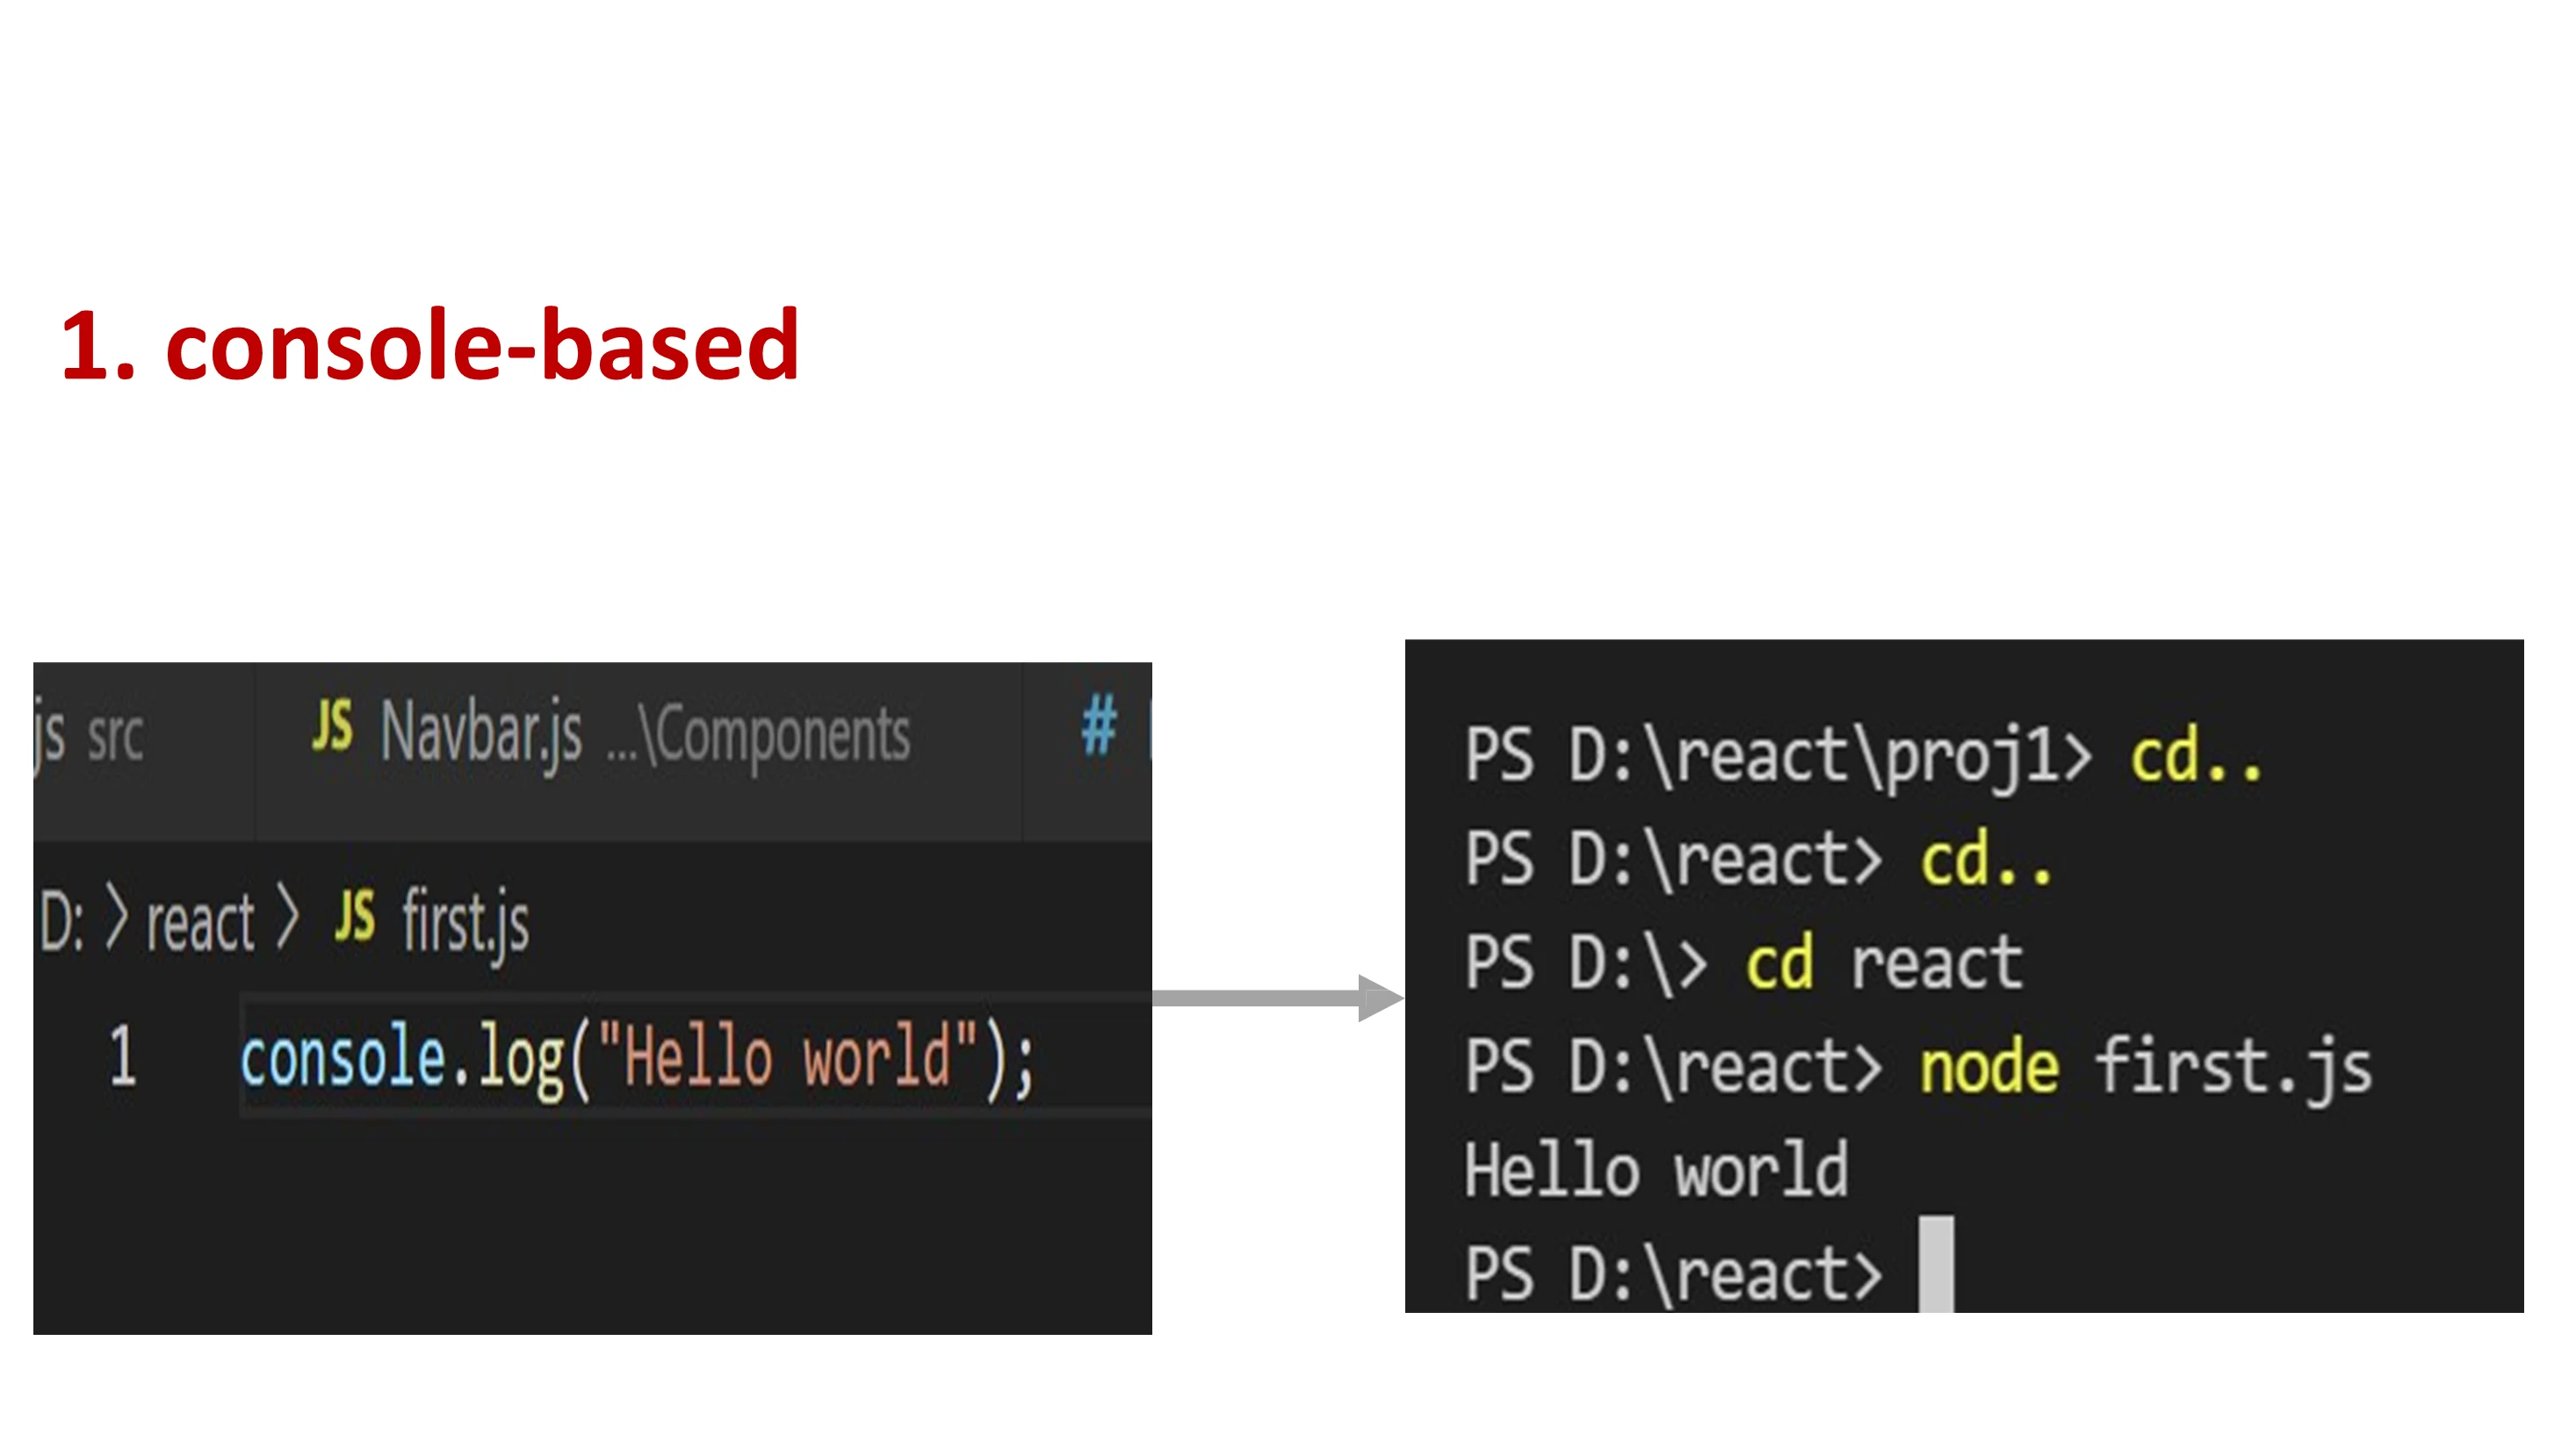 1. console-based
js src JS Navbar.js ...\Components #
D: > react > JS first.js
1 console.log("Hello world");
PS D:\react\proj1> cd..
PS D:\react> cd..
PS D:\> cd react
PS D:\react> node first.js
Hello world
PS D:\react>